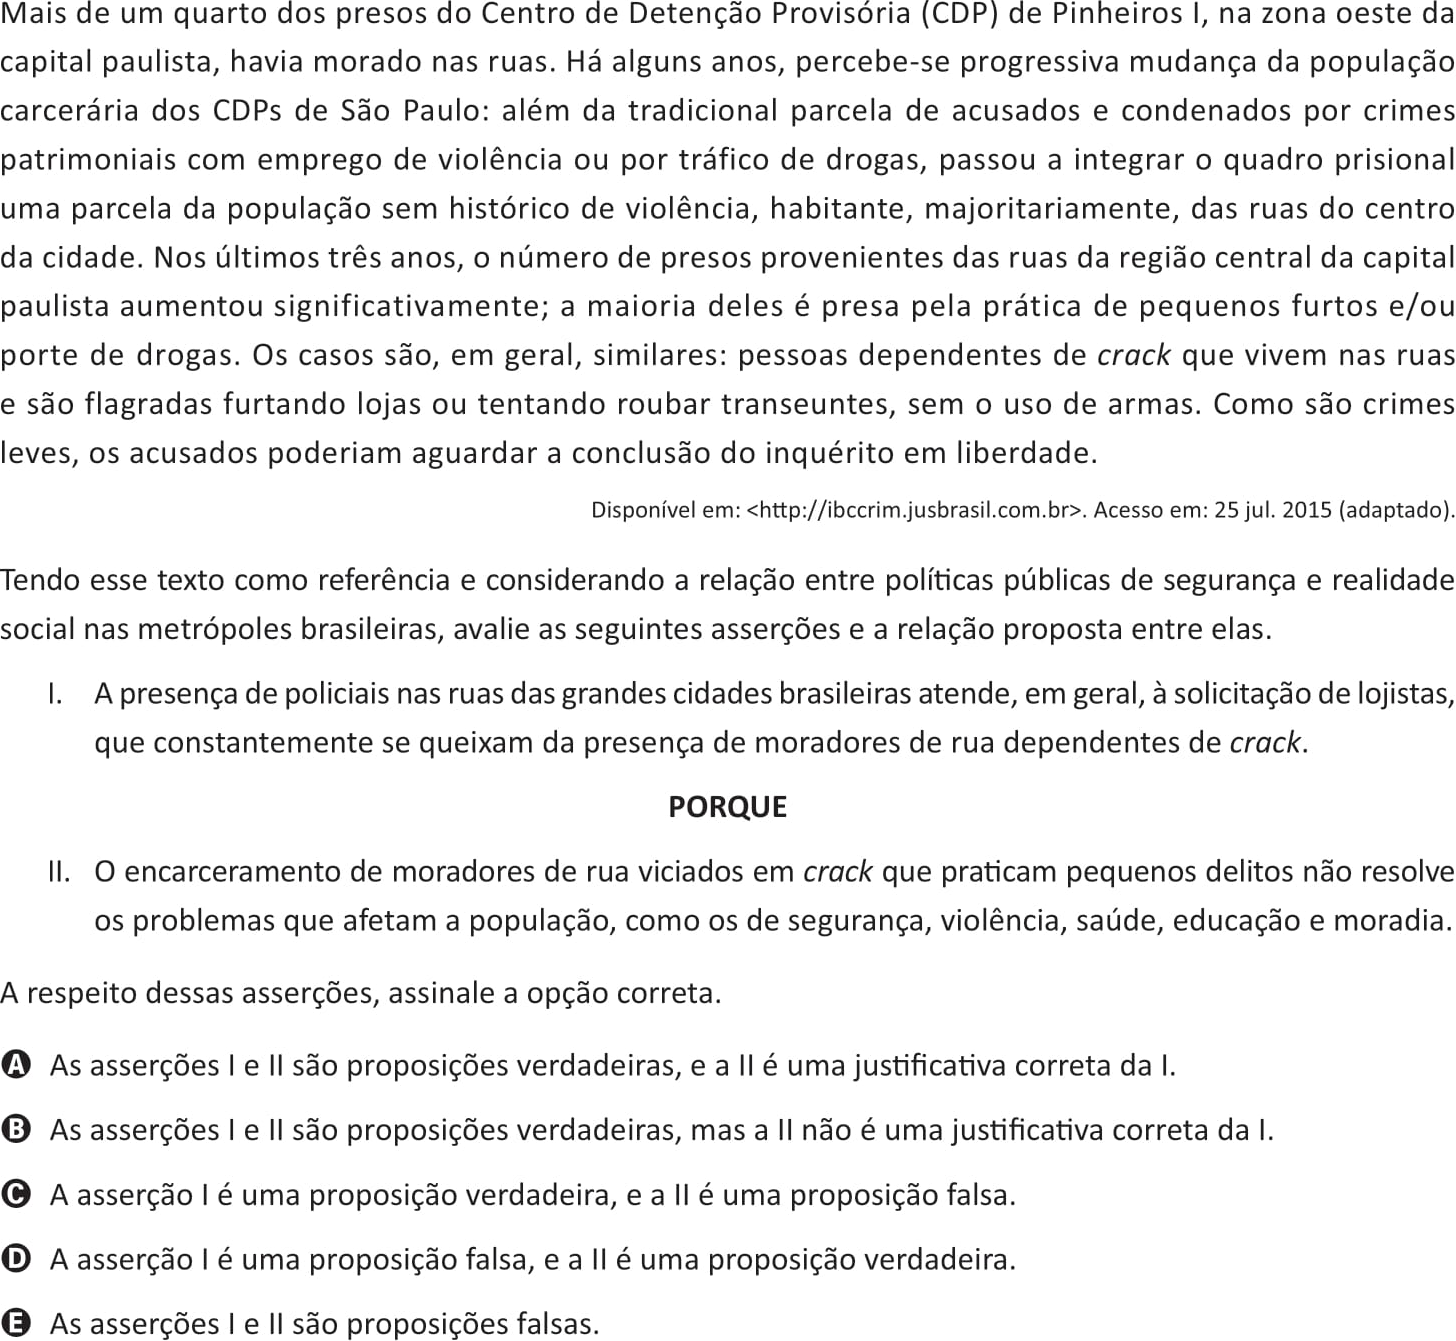 Mais de um quarto dos presos do Centro de Detenção Provisória (CDP) de Pinheiros I, na zona oeste da
capital paulista, havia morado nas ruas. Há alguns anos, percebe-se progressiva mudança da população
carcerária dos CDPs de São Paulo: além da tradicional parcela de acusados e condenados por crimes
patrimoniais com emprego de violência ou por tráfico de drogas, passou a integrar o quadro prisional
uma parcela da população sem histórico de violência, habitante, majoritariamente, das ruas do centro
da cidade. Nos últimos três anos, o número de presos provenientes das ruas da região central da capital
paulista aumentou significativamente; a maioria deles é presa pela prática de pequenos furtos e/ou
porte de drogas. Os casos são, em geral, similares: pessoas dependentes de crack que vivem nas ruas
e são flagradas furtando lojas ou tentando roubar transeuntes, sem o uso de armas. Como são crimes
leves, os acusados poderiam aguardar a conclusão do inquérito em liberdade.
Disponível em: <http://ibccrim.jusbrasil.com.br>. Acesso em: 25 jul. 2015 (adaptado).
Tendo esse texto como referência e considerando a relação entre políticas públicas de segurança e realidade
social nas metrópoles brasileiras, avalie as seguintes asserções e a relação proposta entre elas.
I. A presença de policiais nas ruas das grandes cidades brasileiras atende, em geral, à solicitação de lojistas,
que constantemente se queixam da presença de moradores de rua dependentes de crack.
PORQUE
II. O encarceramento de moradores de rua viciados em crack que praticam pequenos delitos não resolve
os problemas que afetam a população, como os de segurança, violência, saúde, educação e moradia.
A respeito dessas asserções, assinale a opção correta.
A As asserções I e II são proposições verdadeiras, e a II é uma justificativa correta da I.
B As asserções I e II são proposições verdadeiras, mas a II não é uma justificativa correta da I.
C A asserção I é uma proposição verdadeira, e a II é uma proposição falsa.
D A asserção I é uma proposição falsa, e a II é uma proposição verdadeira.
E As asserções I e II são proposições falsas.